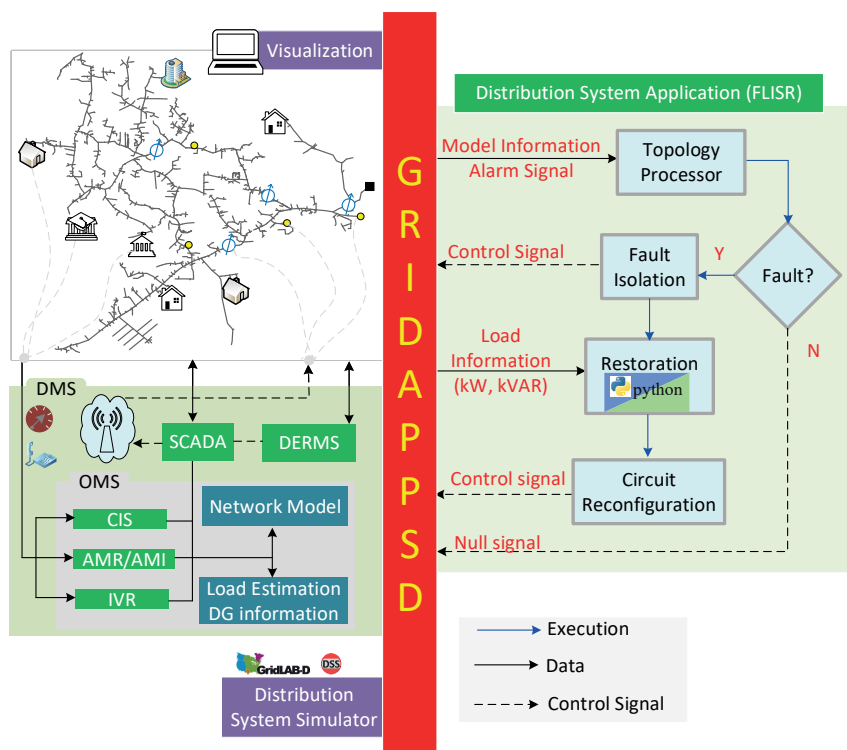 Visualization
DMS
SCADA
DERMS
OMS
CIS
AMR/AMI
IVR
Network Model
Load Estimation
DG information
GridLAB-D
DSS
Distribution
System Simulator
G
R
I
D
A
P
P
S
D
Distribution System Application (FLISR)
Model Information
Alarm Signal
Topology
Processor
Control Signal
Fault
Isolation
Y
Fault?
N
Load
Information
(kW, kVAR)
Restoration
python
Control signal
Circuit
Reconfiguration
Null signal
Execution
Data
Control Signal